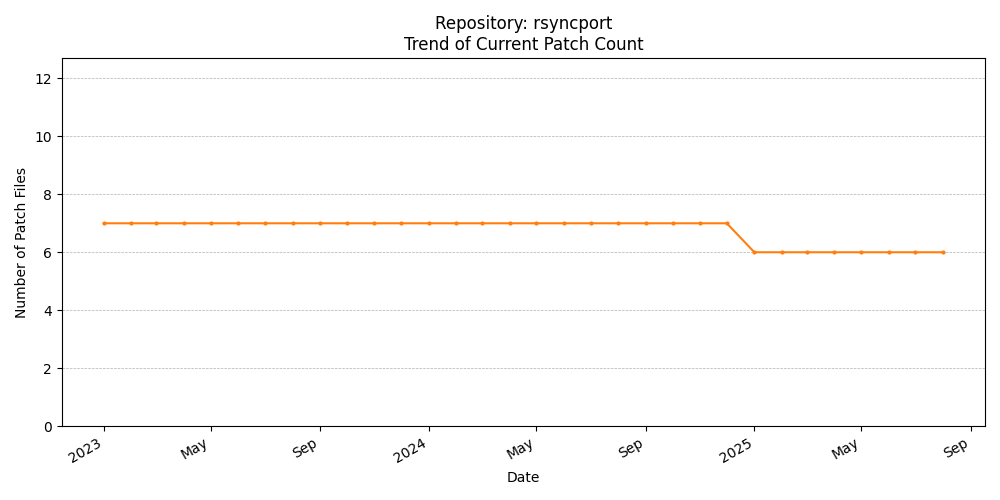 Repository: rsyncport
Trend of Current Patch Count
Number of Patch Files
12
10
8
6
4
2
0
2023
May
Sep
2024
May
Sep
2025
May
Sep
Date